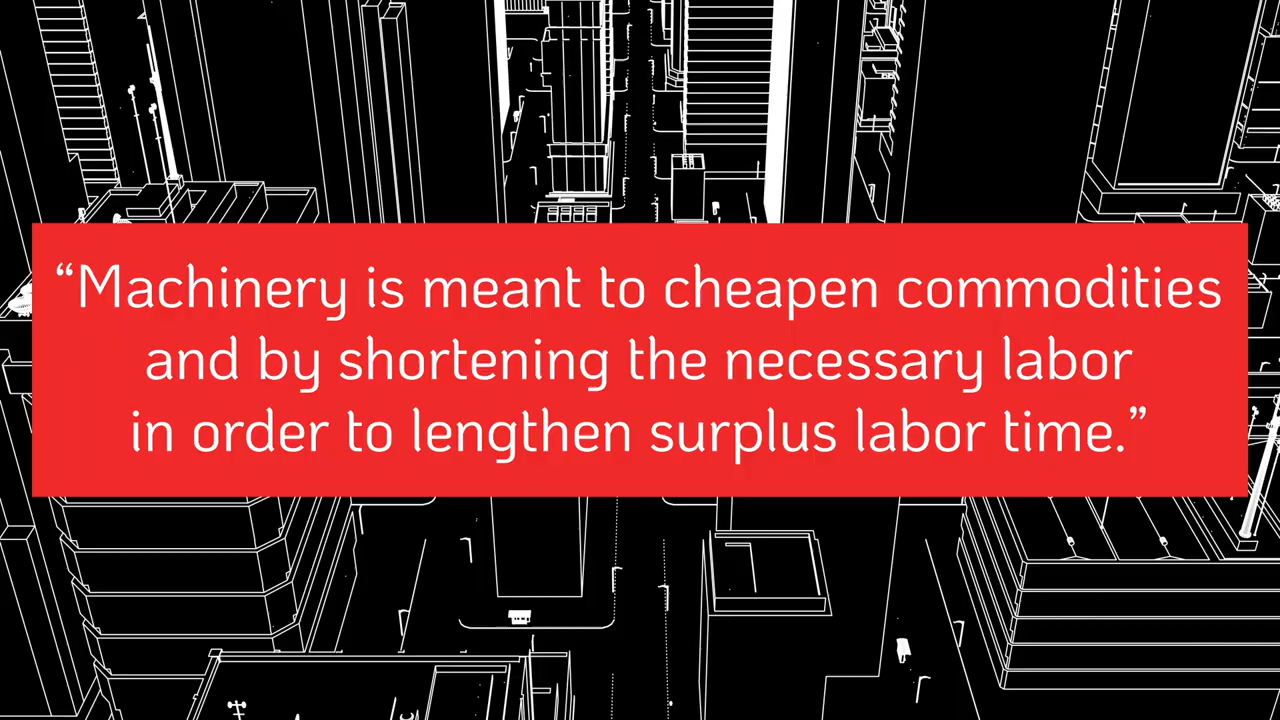 “Machinery is meant to cheapen commodities
and by shortening the necessary labor
in order to lengthen surplus labor time.”